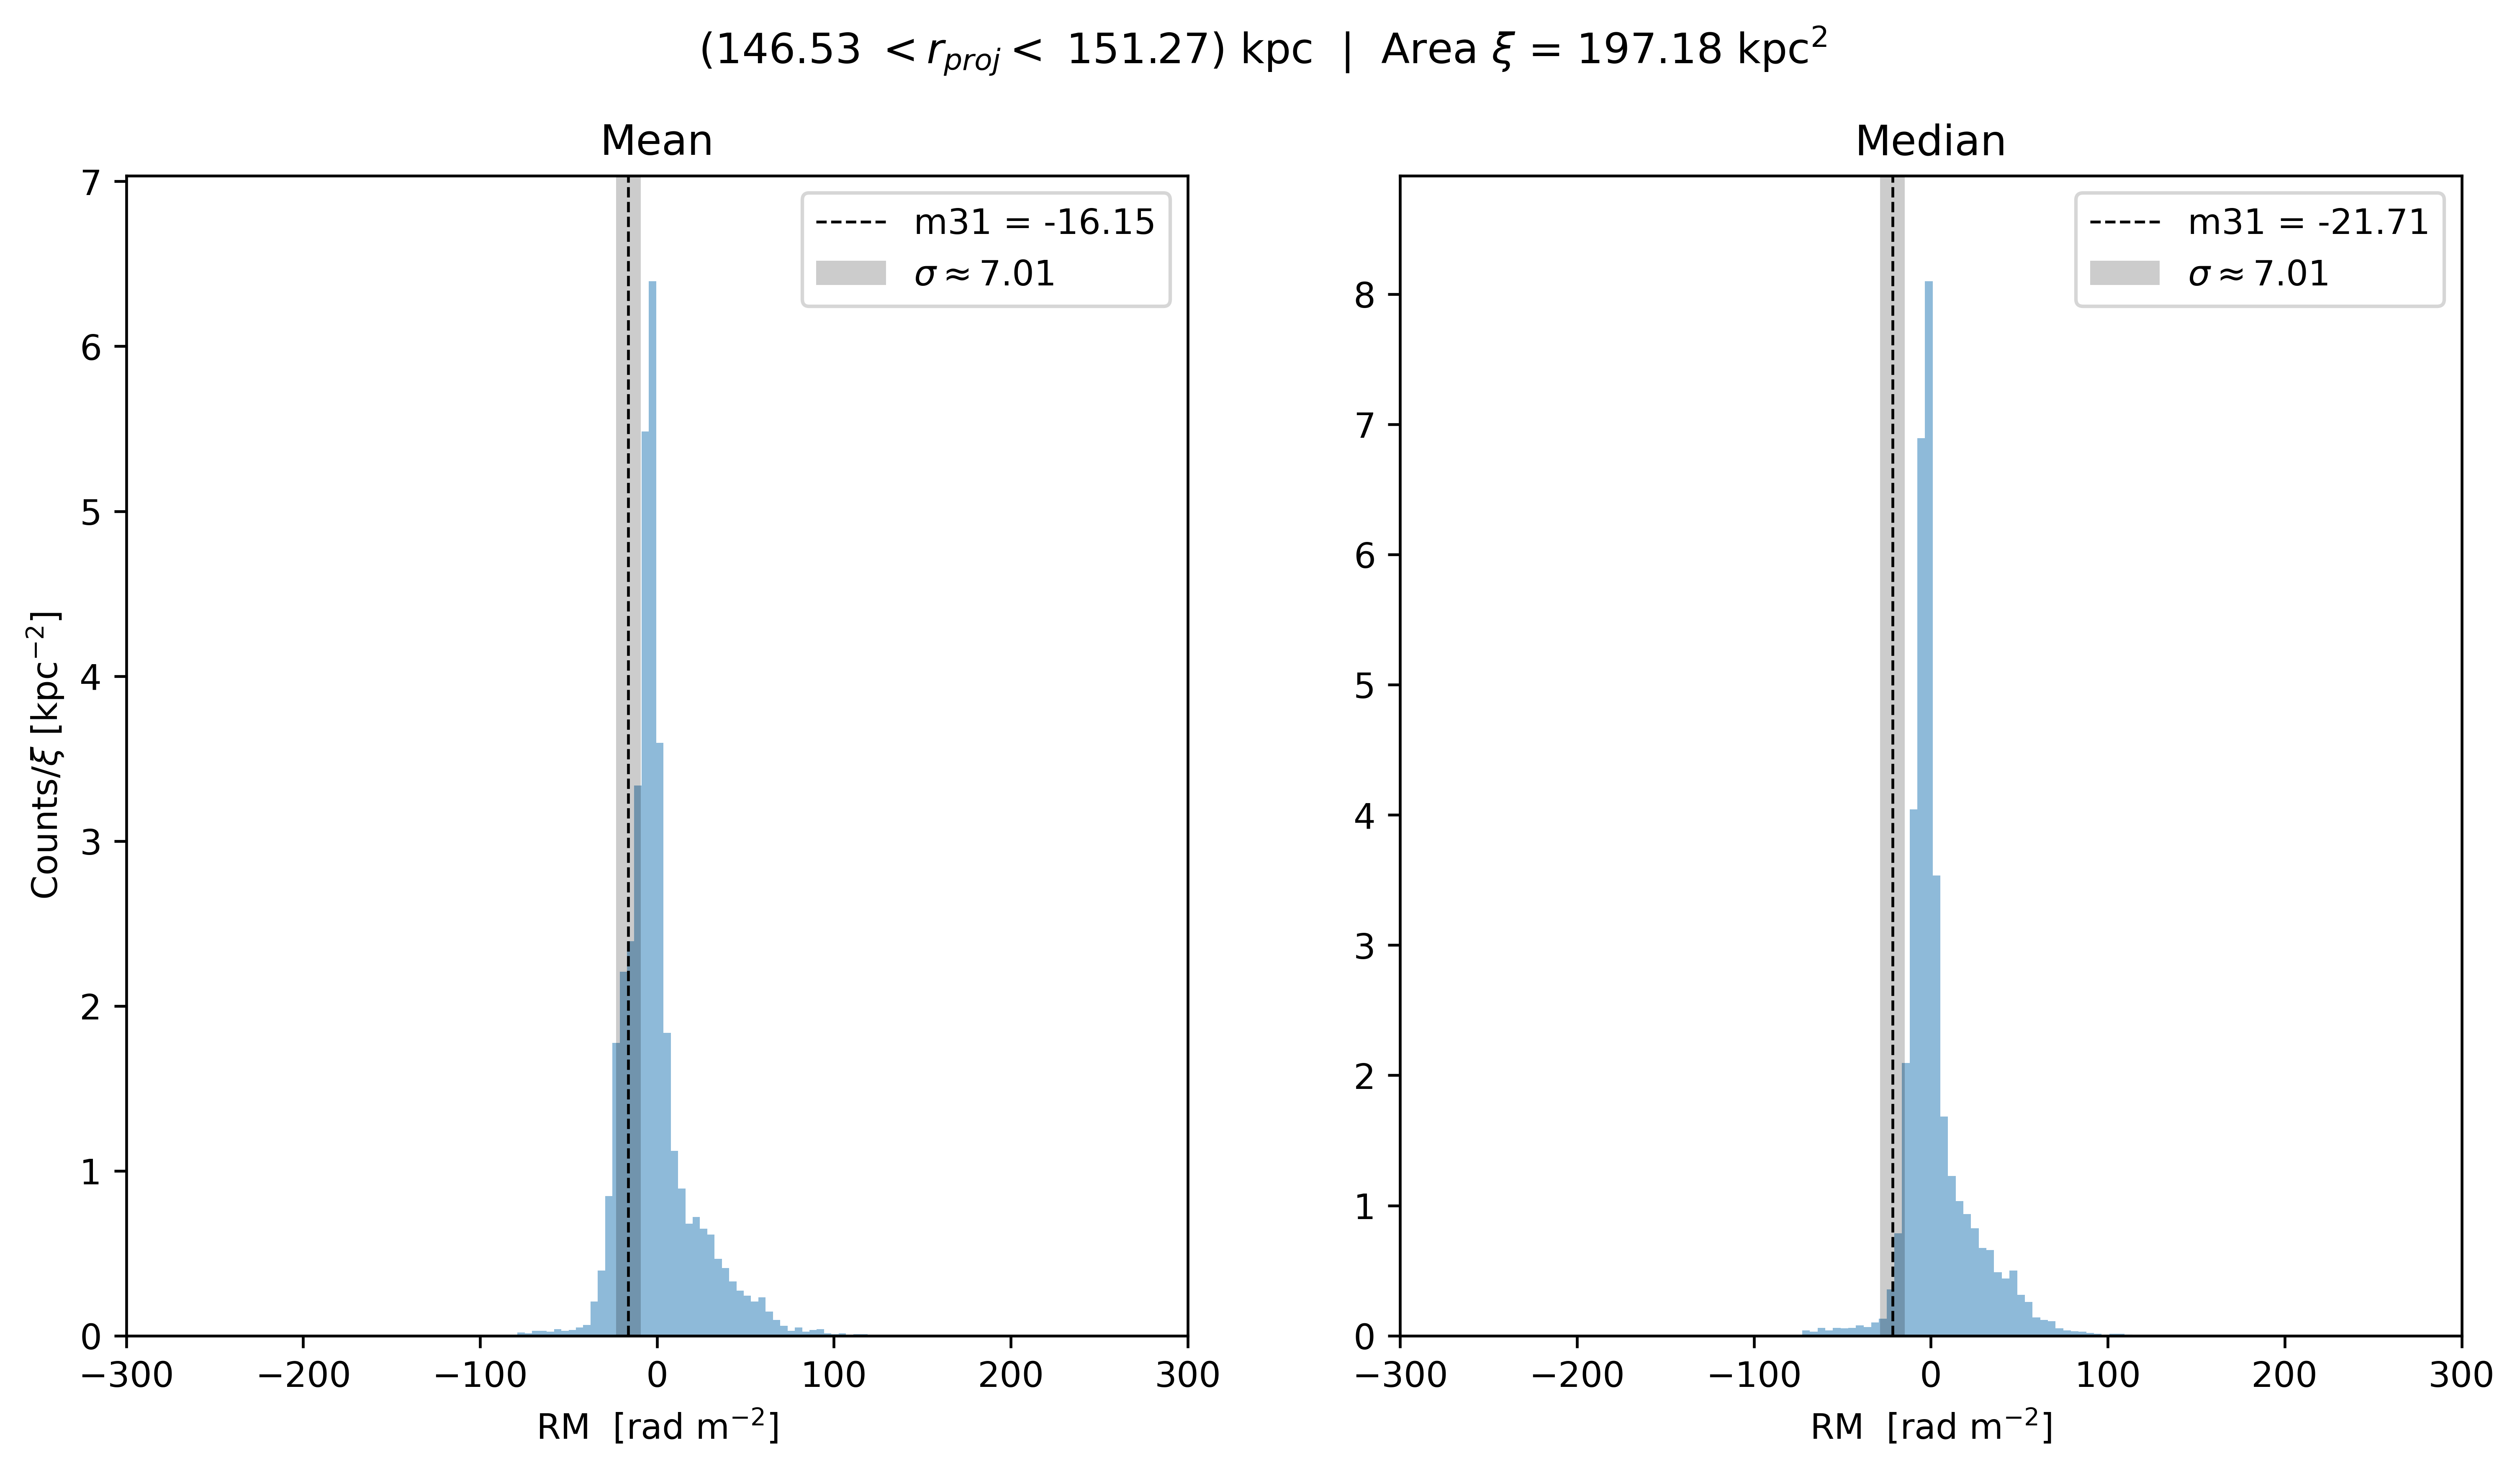 (146.53 < r_proj < 151.27) kpc | Area ξ = 197.18 kpc²
Mean
7
6
5
4
3
2
1
0
Counts/ξ [kpc⁻²]
m31 = -16.15
σ ≈ 7.01
−300 −200 −100 0 100 200 300
RM [rad m⁻²]
Median
8
7
6
5
4
3
2
1
0
m31 = -21.71
σ ≈ 7.01
−300 −200 −100 0 100 200 300
RM [rad m⁻²]